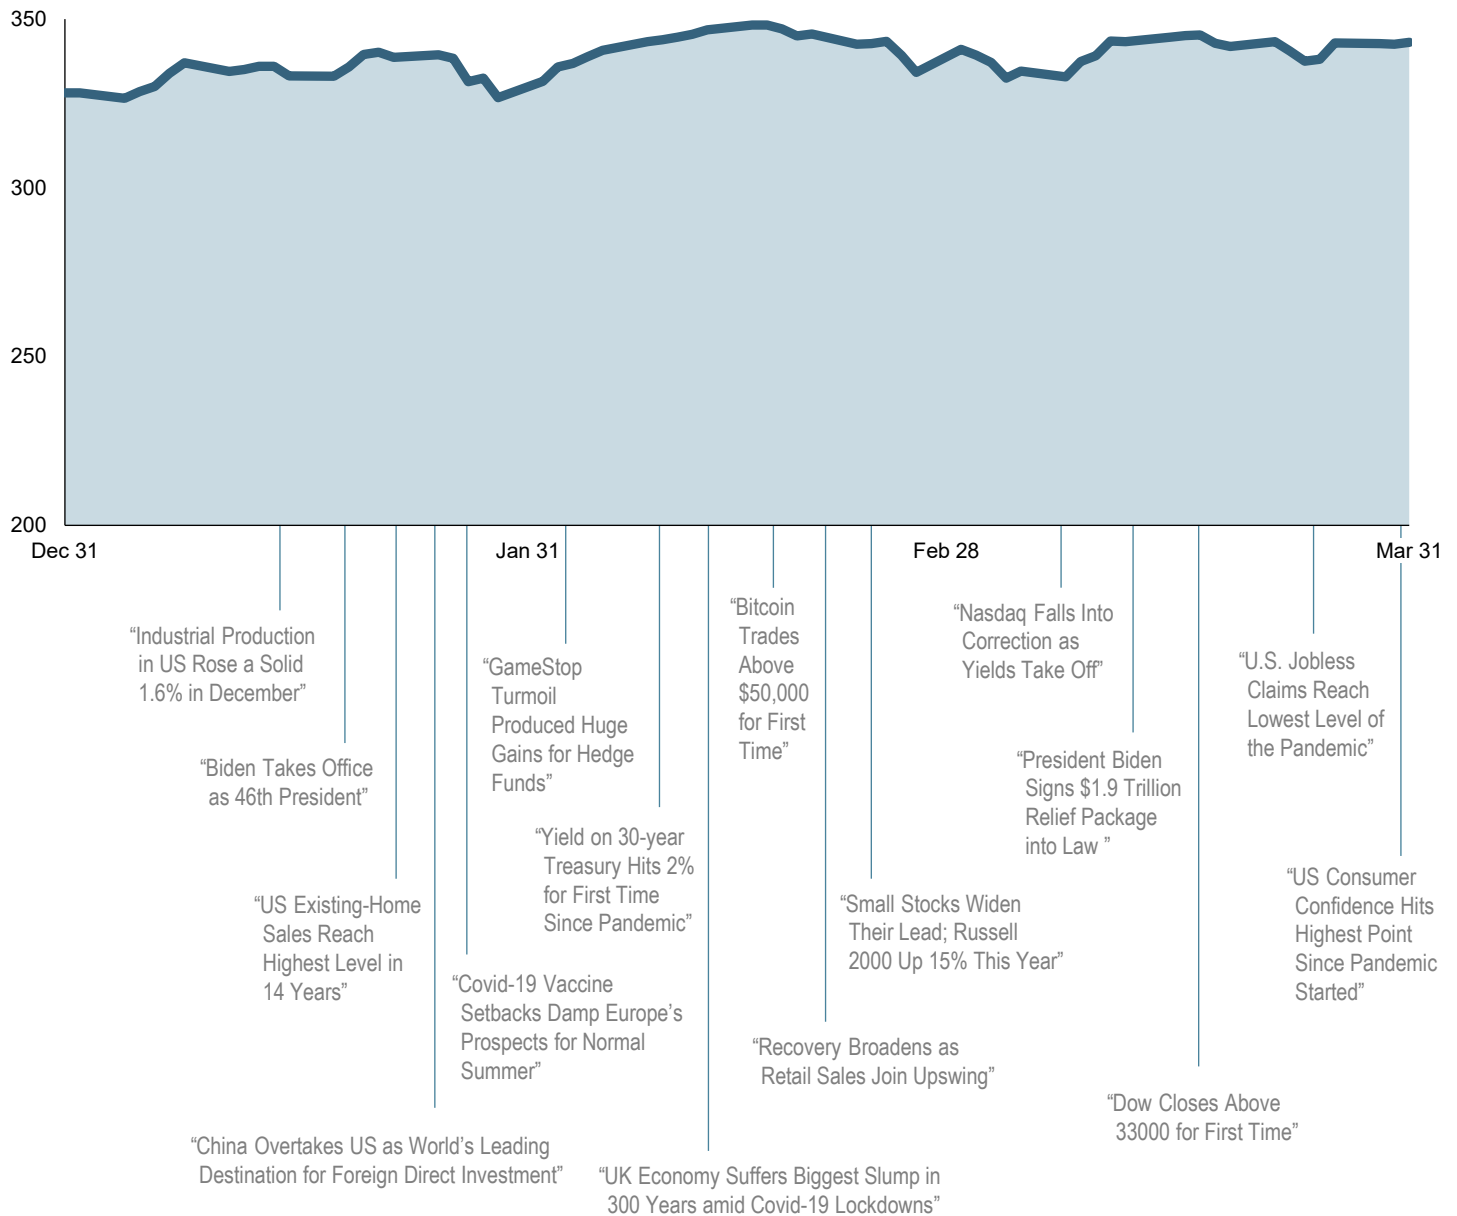 350
300
250
200
Dec 31
Jan 31
Feb 28
Mar 31
“Industrial Production
in US Rose a Solid
1.6% in December”
“Biden Takes Office
as 46th President”
“US Existing-Home
Sales Reach
Highest Level in
14 Years”
“China Overtakes US as World’s Leading
Destination for Foreign Direct Investment”
“Covid-19 Vaccine
Setbacks Damp Europe’s
Prospects for Normal
Summer”
“GameStop
Turmoil
Produced Huge
Gains for Hedge
Funds”
“Yield on 30-year
Treasury Hits 2%
for First Time
Since Pandemic”
“UK Economy Suffers Biggest Slump in
300 Years amid Covid-19 Lockdowns”
“Bitcoin
Trades
Above
$50,000
for First
Time”
“Recovery Broadens as
Retail Sales Join Upswing”
“Small Stocks Widen
Their Lead; Russell
2000 Up 15% This Year”
“Nasdaq Falls Into
Correction as
Yields Take Off”
“President Biden
Signs $1.9 Trillion
Relief Package
into Law ”
“Dow Closes Above
33000 for First Time”
“U.S. Jobless
Claims Reach
Lowest Level of
the Pandemic”
“US Consumer
Confidence Hits
Highest Point
Since Pandemic
Started”